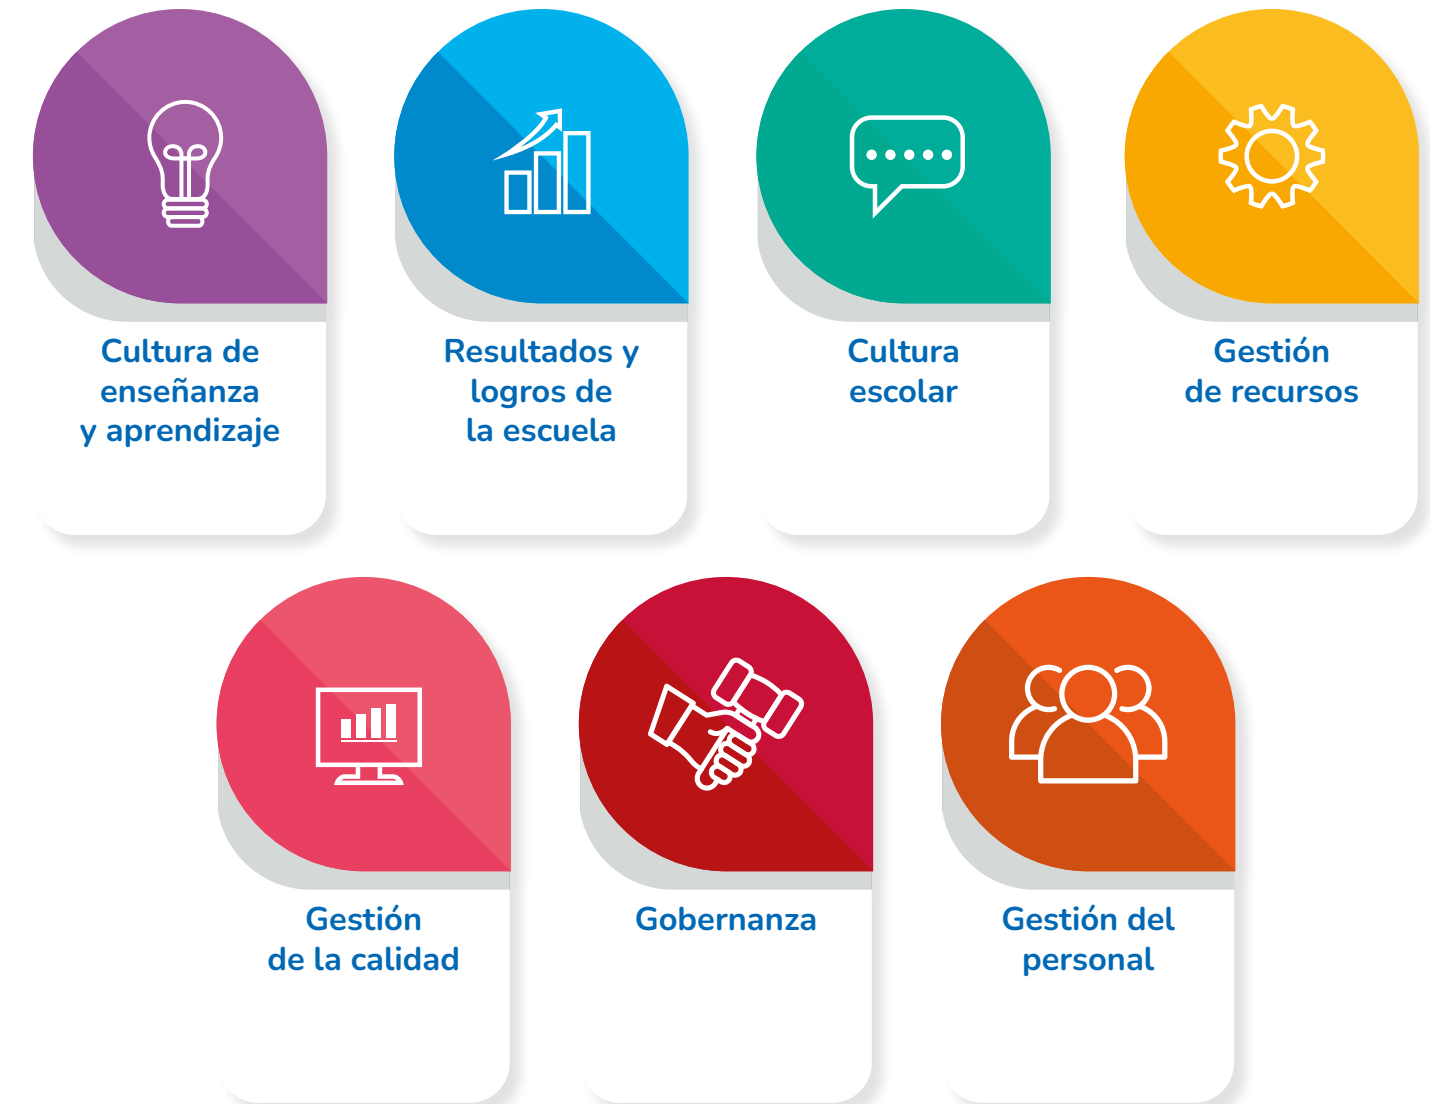 Cultura de
enseñanza
y aprendizaje
Resultados y
logros de
la escuela
Cultura
escolar
Gestión
de recursos
Gestión
de la calidad
Gobernanza
Gestión del
personal